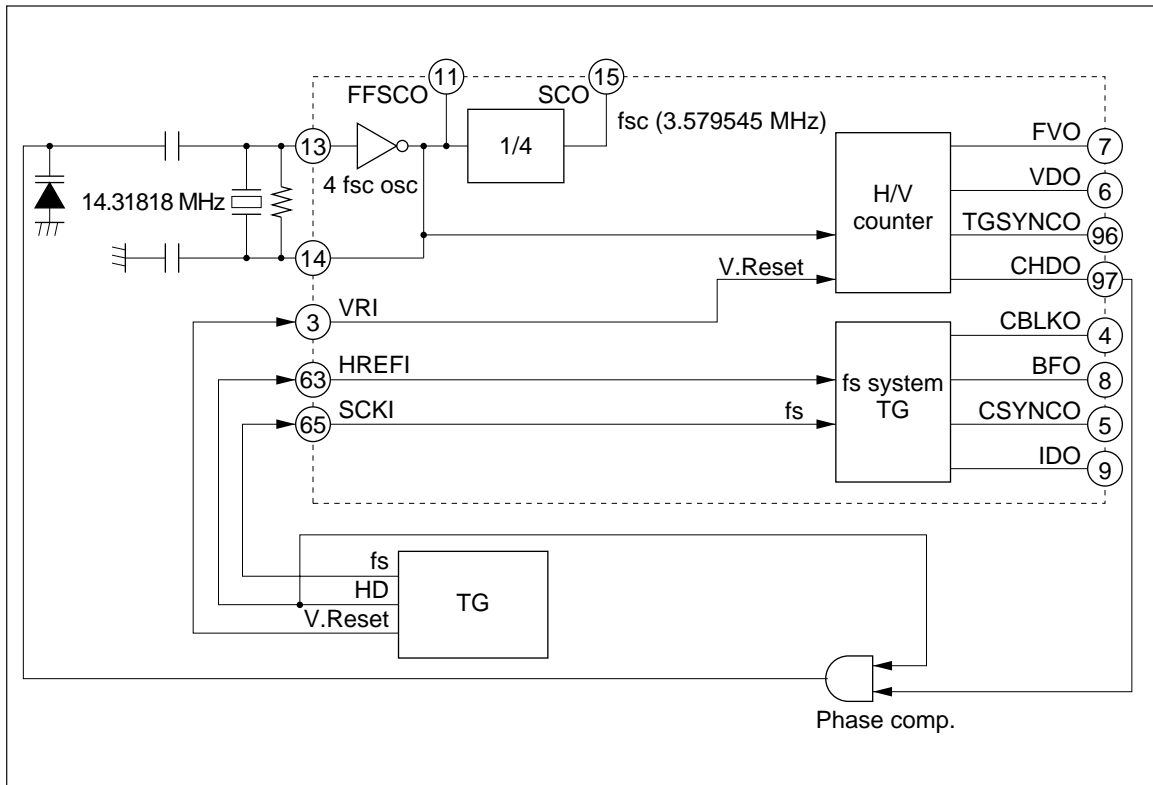 11
15
FFSCO
SCO
fsc (3.579545 MHz)
13
1/4
4 fsc osc
14.31818 MHz
14
H/V
counter
FVO
7
VDO
6
TGSYNCO
96
CHDO
97
V.Reset
3
VRI
63
HREFI
65
SCKI
fs
fs system
TG
CBLKO
4
BFO
8
CSYNCO
5
IDO
9
fs
HD
V.Reset
TG
Phase comp.